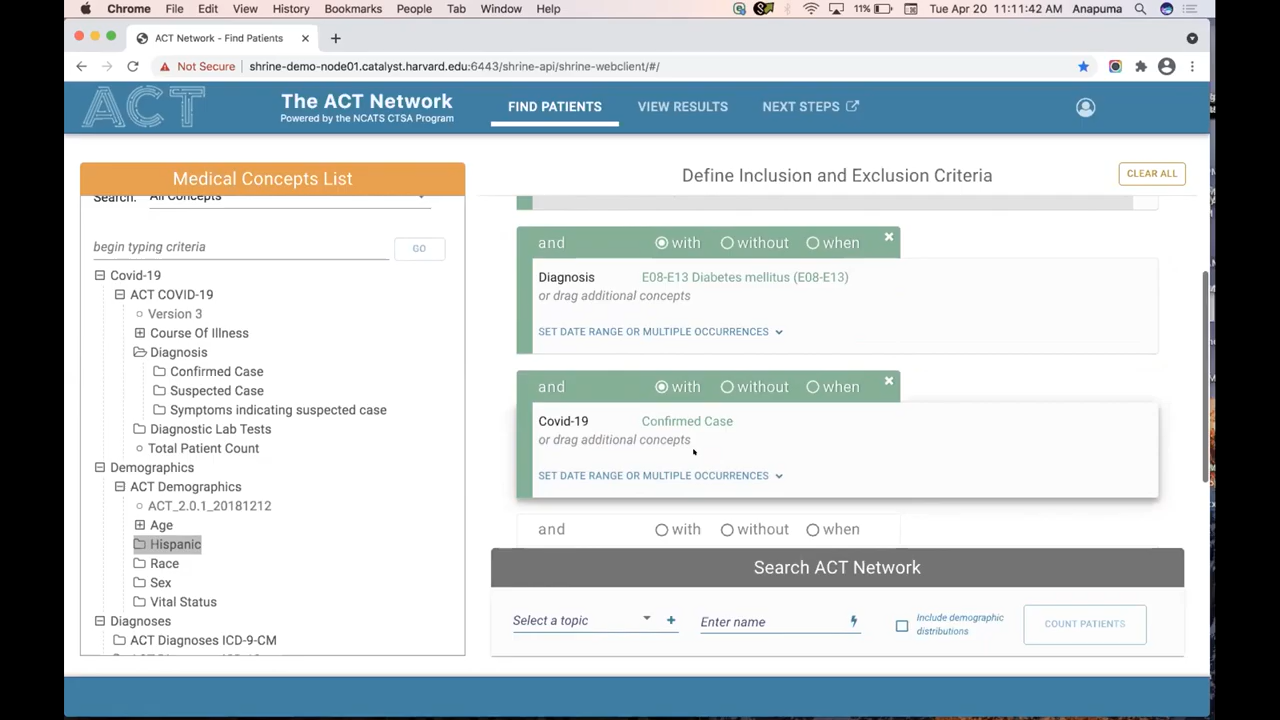 Chrome File Edit View History Bookmarks People Tab Window Help 11% Tue Apr 20 11:11:42 AM Anapuma
ACT Network - Find Patients
Not Secure shrine-demo-node01.catalyst.harvard.edu:6443/shrine-api/shrine-webclient/#/
ACT
The ACT Network
Powered by the NCATS CTSA Program
FIND PATIENTS VIEW RESULTS NEXT STEPS
Medical Concepts List
Search: All Concepts
begin typing criteria GO
Covid-19
ACT COVID-19
Version 3
Course Of Illness
Diagnosis
Confirmed Case
Suspected Case
Symptoms indicating suspected case
Diagnostic Lab Tests
Total Patient Count
Demographics
ACT Demographics
ACT_2.0.1_20181212
Age
Hispanic
Race
Sex
Vital Status
Diagnoses
ACT Diagnoses ICD-9-CM
Define Inclusion and Exclusion Criteria CLEAR ALL
and with without when
Diagnosis E08-E13 Diabetes mellitus (E08-E13)
or drag additional concepts
SET DATE RANGE OR MULTIPLE OCCURRENCES
and with without when
Covid-19 Confirmed Case
or drag additional concepts
SET DATE RANGE OR MULTIPLE OCCURRENCES
and with without when
Search ACT Network
Select a topic + Enter name Include demographic
distributions
COUNT PATIENTS